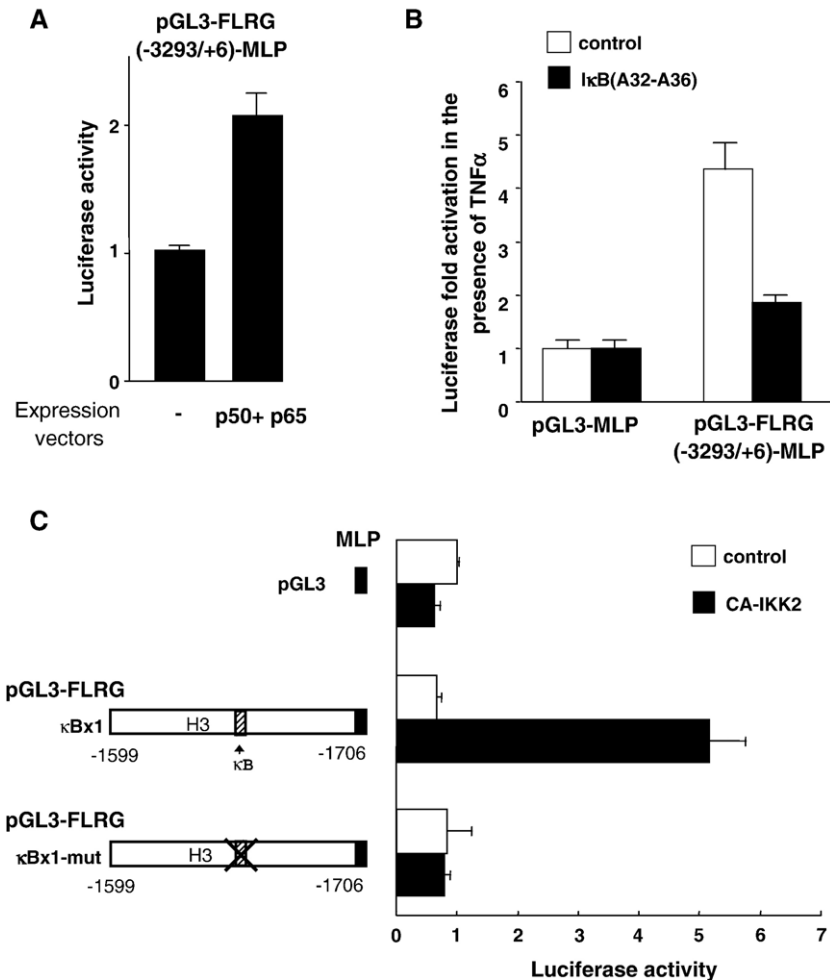 A
pGL3-FLRG
(-3293/+6)-MLP
Luciferase activity
2
1
0
Expression
vectors
-
p50+ p65
B
control
IκB(A32-A36)
Luciferase fold activation in the
presence of TNFα
6
5
4
3
2
1
0
pGL3-MLP
pGL3-FLRG
(-3293/+6)-MLP
C
MLP
pGL3
control
CA-IKK2
pGL3-FLRG
κBx1
H3
-1599
κB
-1706
pGL3-FLRG
κBx1-mut
H3
-1599
-1706
0 1 2 3 4 5 6 7
Luciferase activity